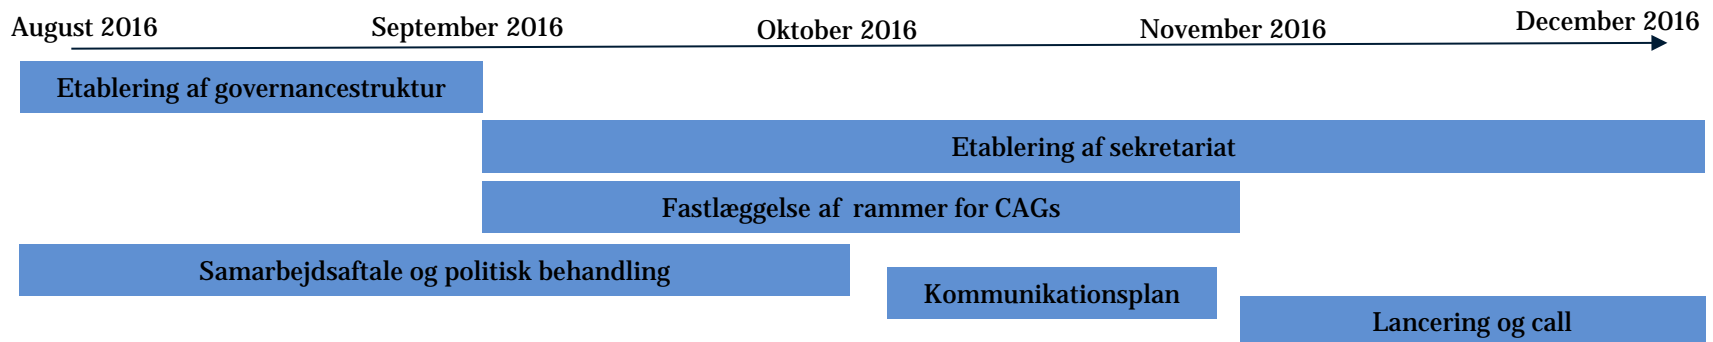 August 2016
September 2016
Oktober 2016
November 2016
December 2016
Etablering af governancestruktur
Etablering af sekretariat
Fastlæggelse af  rammer for CAGs
Samarbejdsaftale og politisk behandling
Kommunikationsplan
Lancering og call